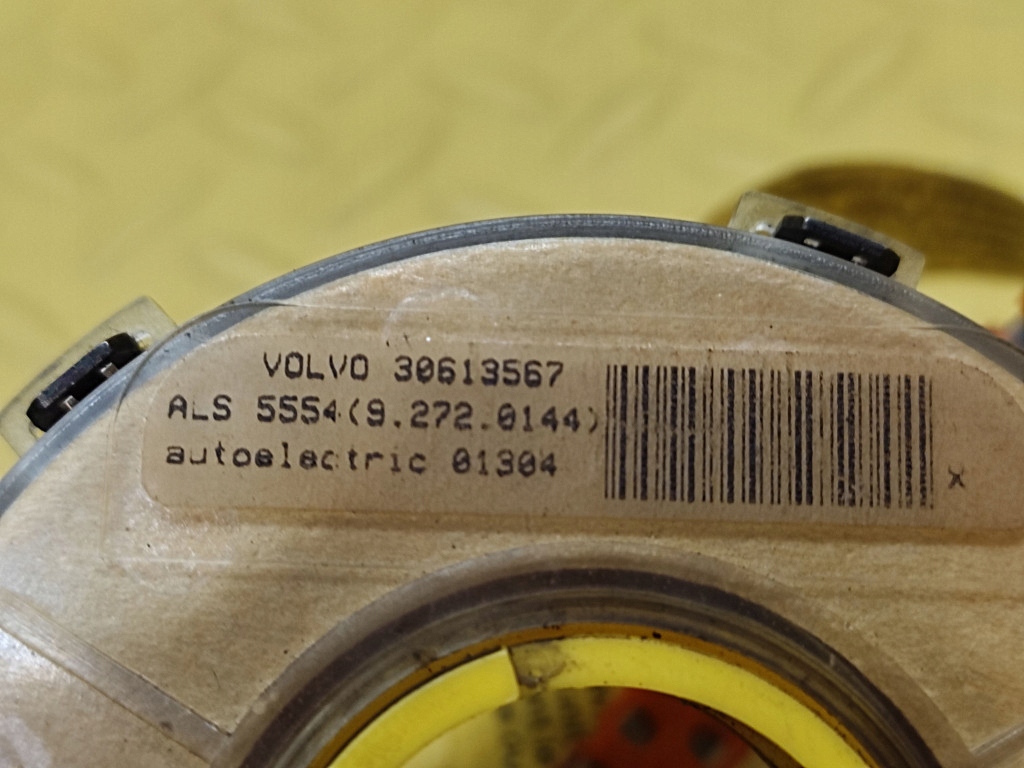 VOLVO 30613567
ALS 5554(9.272.0144)
autoelectric 01304
X